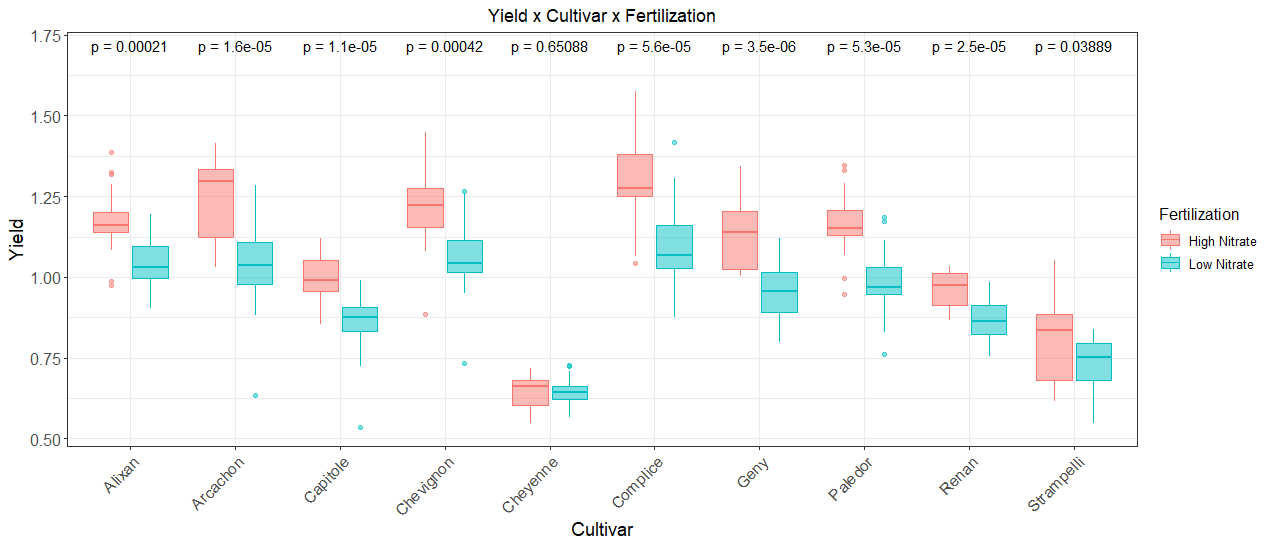 Yield x Cultivar x Fertilization
1.75
p = 0.00021 p = 1.6e-05 p = 1.1e-05 p = 0.00042 p = 0.65088 p = 5.6e-05 p = 3.5e-06 p = 5.3e-05 p = 2.5e-05 p = 0.03889
1.50
1.25
1.00
0.75
0.50
Yield
Alixan Arcachon Capitole Chevignon Cheyenne Complice Geny Paledor Renan Strampelli
Cultivar
Fertilization
High Nitrate
Low Nitrate